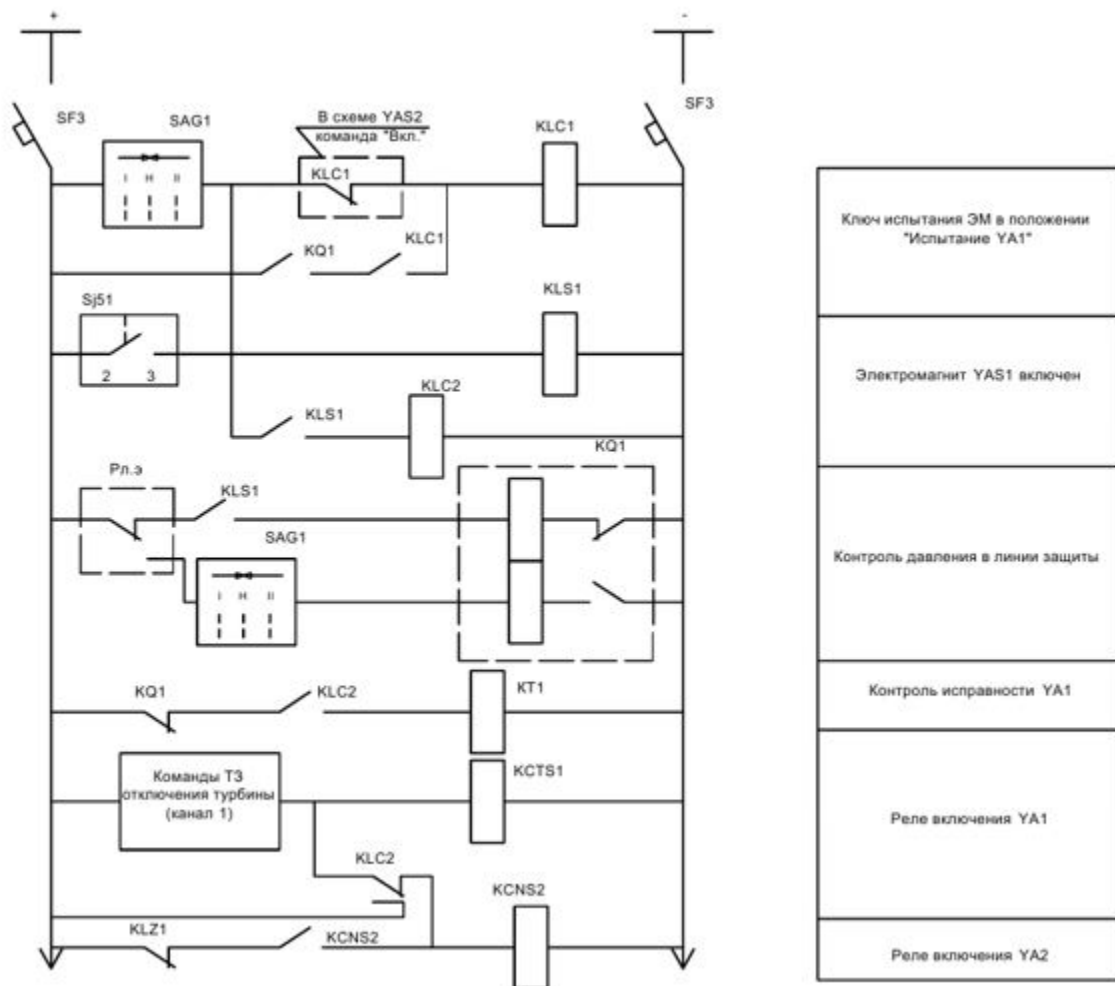 +
-
SF3
SAG1
В схеме YAS2
команда "Вкл."
KLC1
SF3
I H II
KLC1
KQ1
KLC1
Sj51
KLS1
2 3
KLC2
KLS1
KQ1
Рл.э
KLS1
SAG1
I H II
KQ1
KLC2
KT1
Команды ТЗ
отключения турбины
(канал 1)
KCTS1
KLC2
KCNS2
KLZ1
KCNS2
Ключ испытания ЭМ в положении
"Испытание YA1"
Электромагнит YAS1 включен
Контроль давления в линии защиты
Контроль исправности YA1
Реле включения YA1
Реле включения YA2